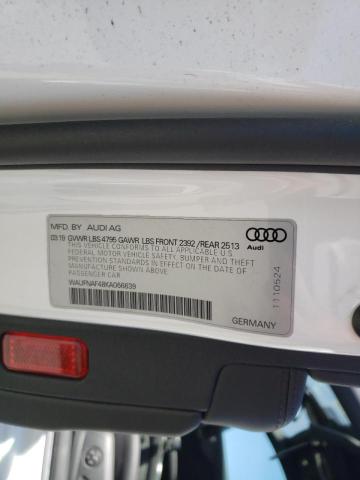 MFD. BY AUDI AG
03.19 GVWR LBS 4795 GAWR LBS FRONT 2392 / REAR 2513
THIS VEHICLE CONFORMS TO ALL APPLICABLE U.S.
FEDERAL MOTOR VEHICLE SAFETY, BUMPER AND THEFT
PREVENTION STANDARDS IN EFFECT ON THE DATE OF
MANUFACTURE SHOWN ABOVE.
PASSENGER CAR
WAUFNAF48KA066639
Audi
1110524
GERMANY